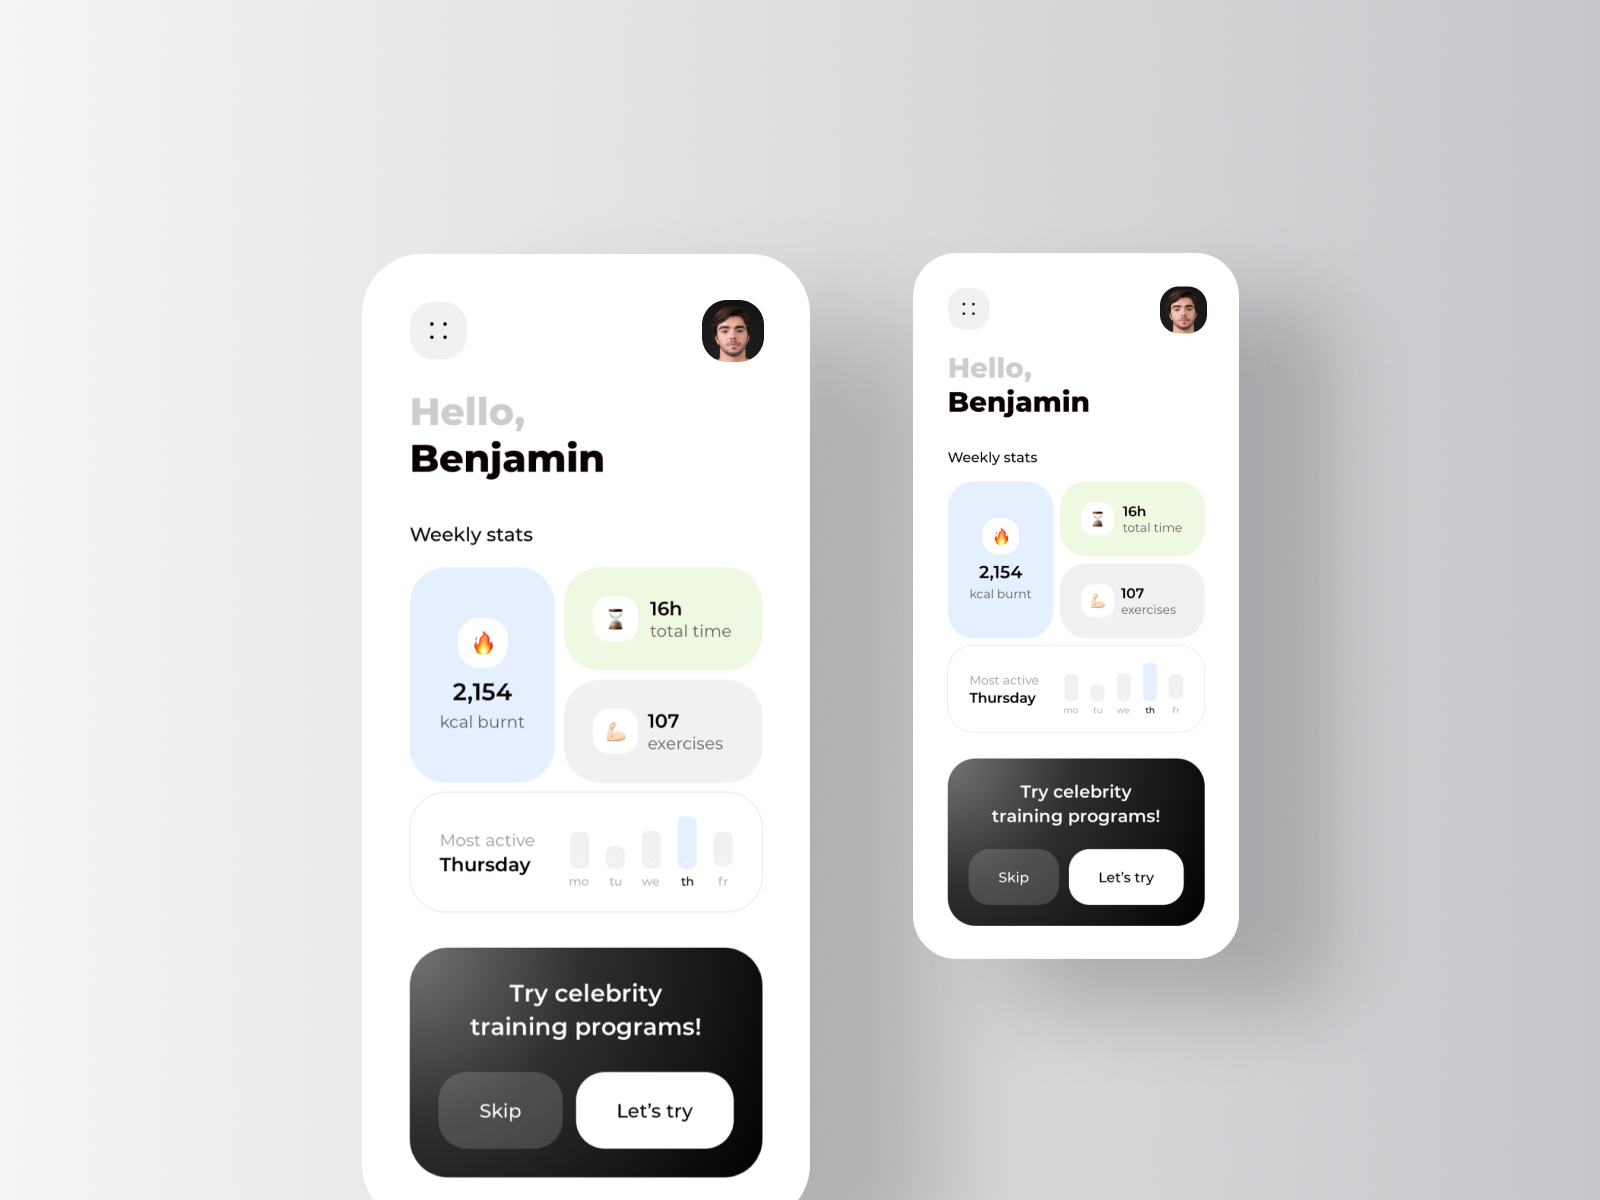 Hello,
Benjamin
Weekly stats
2,154
kcal burnt
16h
total time
107
exercises
Most active
Thursday
mo tu we th fr
Try celebrity
training programs!
Skip
Let's try
Hello,
Benjamin
Weekly stats
2,154
kcal burnt
16h
total time
107
exercises
Most active
Thursday
mo tu we th fr
Try celebrity
training programs!
Skip
Let's try